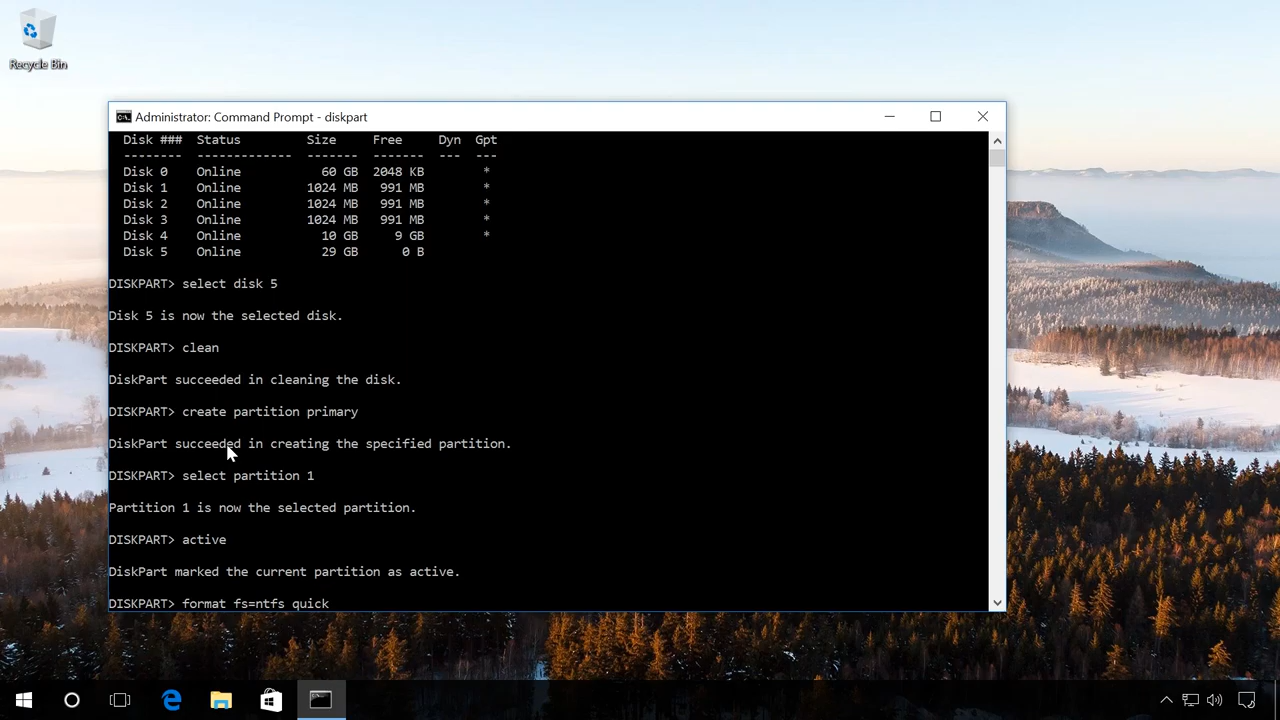 Recycle Bin
Administrator: Command Prompt - diskpart
Disk ###  Status         Size     Free     Dyn  Gpt
--------  -------------  -------  -------  ---  ---
Disk 0    Online           60 GB  2048 KB        *
Disk 1    Online         1024 MB   991 MB        *
Disk 2    Online         1024 MB   991 MB        *
Disk 3    Online         1024 MB   991 MB        *
Disk 4    Online           10 GB     9 GB        *
Disk 5    Online           29 GB      0 B
DISKPART> select disk 5
Disk 5 is now the selected disk.
DISKPART> clean
DiskPart succeeded in cleaning the disk.
DISKPART> create partition primary
DiskPart succeeded in creating the specified partition.
DISKPART> select partition 1
Partition 1 is now the selected partition.
DISKPART> active
DiskPart marked the current partition as active.
DISKPART> format fs=ntfs quick